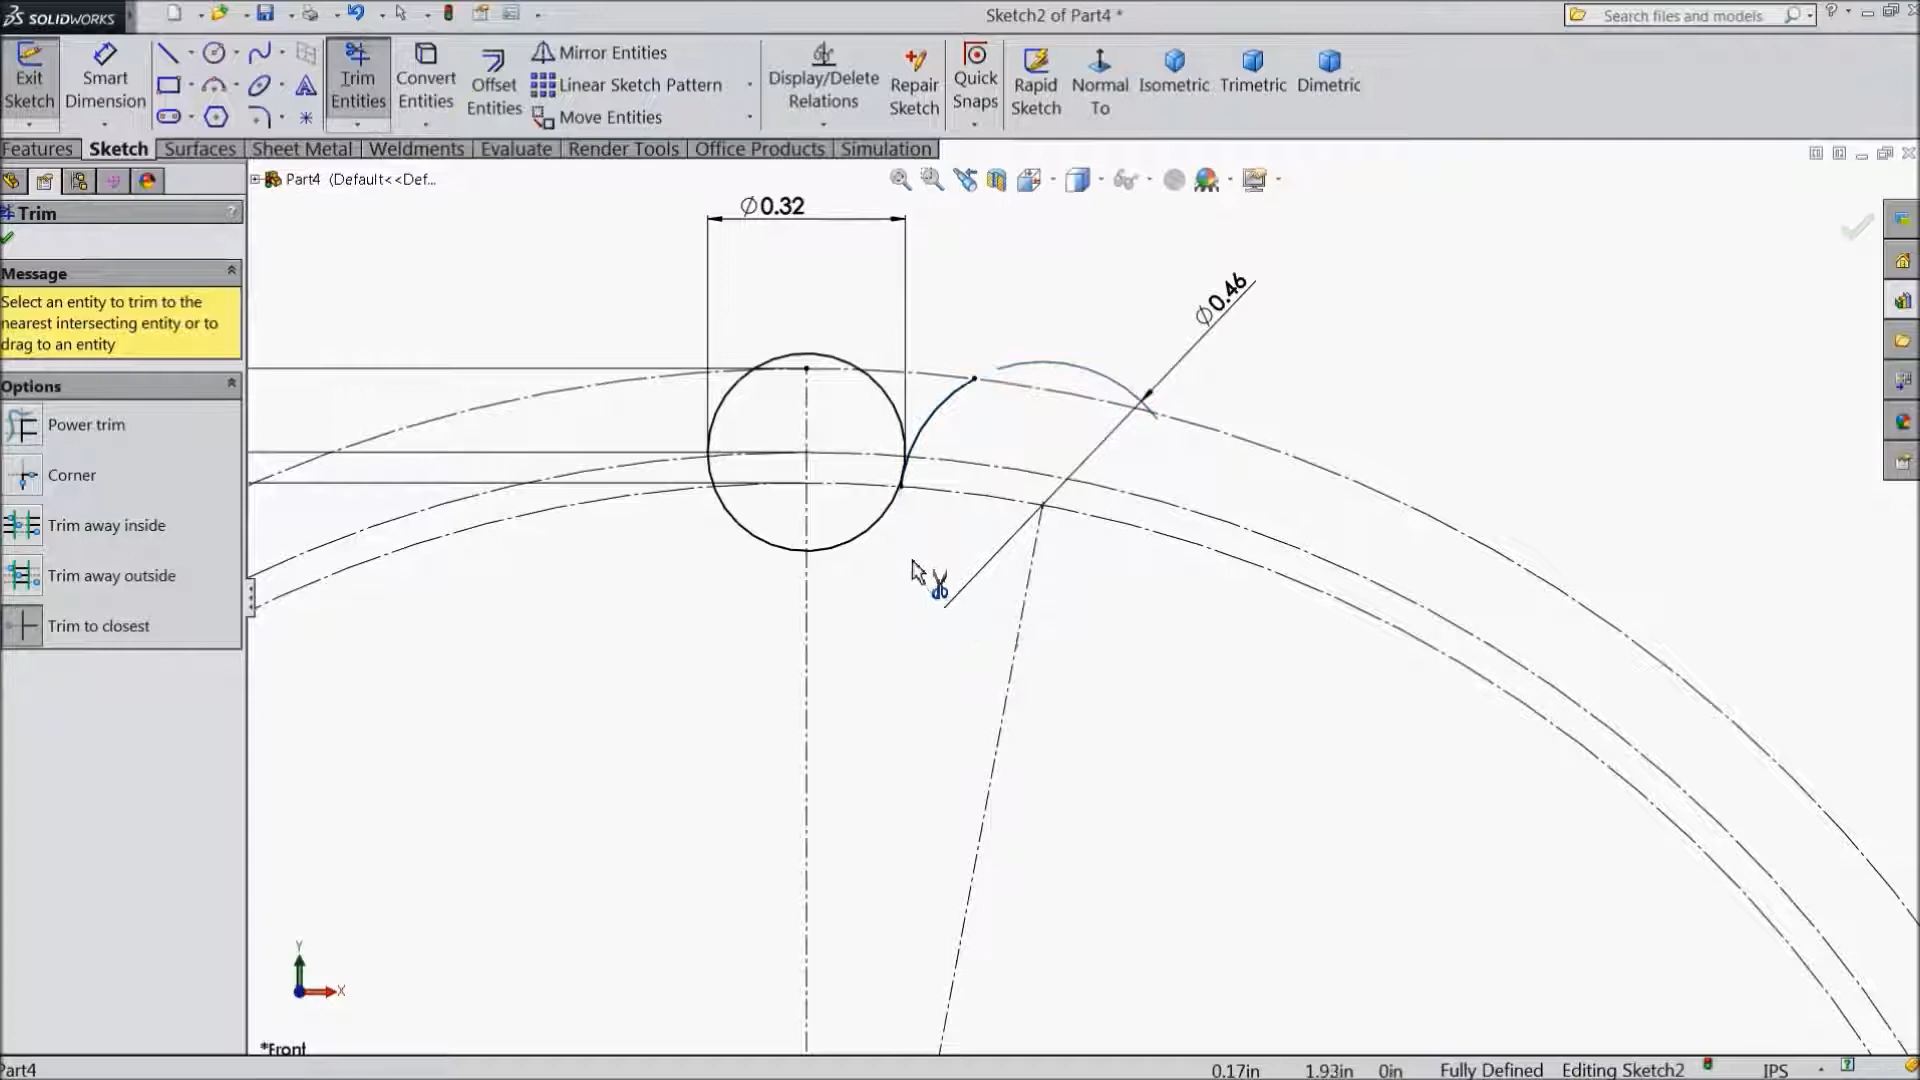 SOLIDWORKS
Sketch2 of Part4 *
Search files and models
Exit Sketch
Smart Dimension
Trim Entities
Convert Entities
Offset Entities
Mirror Entities
Linear Sketch Pattern
Move Entities
Display/Delete Relations
Repair Sketch
Quick Snaps
Rapid Sketch
Normal To
Isometric
Trimetric
Dimetric
Features
Sketch
Surfaces
Sheet Metal
Weldments
Evaluate
Render Tools
Office Products
Simulation
Part4 (Default<<Def...
Trim
?
Message
Select an entity to trim to the
nearest intersecting entity or to
drag to an entity
Options
Power trim
Corner
Trim away inside
Trim away outside
Trim to closest
∅0.32
∅0.46
Y
X
*Front
Part4
0.17in
1.93in
0in
Fully Defined
Editing Sketch2
IPS